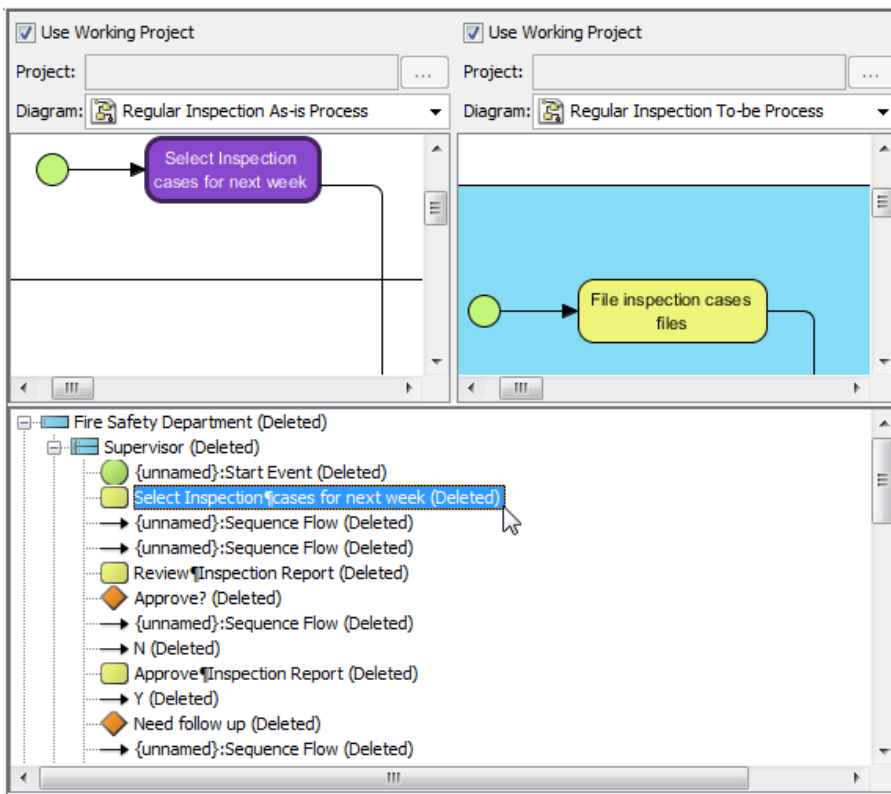 Use Working Project
Project:
...
Diagram: Regular Inspection As-is Process
Select Inspection
cases for next week
Use Working Project
Project:
...
Diagram: Regular Inspection To-be Process
File inspection cases
files
Fire Safety Department (Deleted)
Supervisor (Deleted)
{unnamed}:Start Event (Deleted)
Select Inspection¶cases for next week (Deleted)
{unnamed}:Sequence Flow (Deleted)
{unnamed}:Sequence Flow (Deleted)
Review¶Inspection Report (Deleted)
Approve? (Deleted)
{unnamed}:Sequence Flow (Deleted)
N (Deleted)
Approve¶Inspection Report (Deleted)
Y (Deleted)
Need follow up (Deleted)
{unnamed}:Sequence Flow (Deleted)